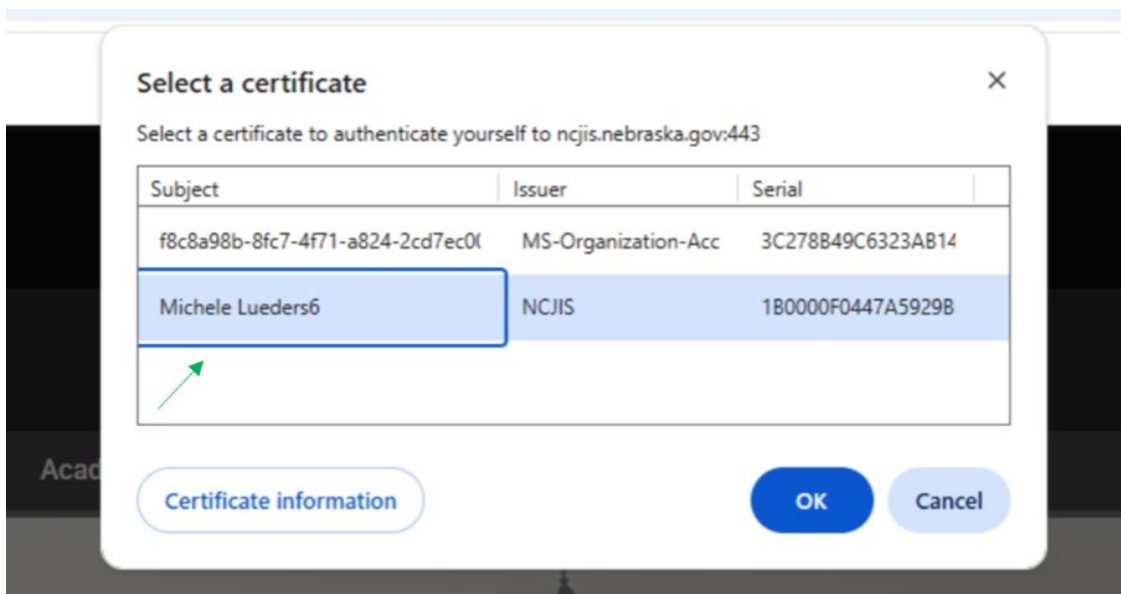 Select a certificate
Select a certificate to authenticate yourself to ncjis.nebraska.gov:443
Subject Issuer Serial
f8c8a98b-8fc7-4f71-a824-2cd7ec0( MS-Organization-Acc 3C278B49C6323AB14
Michele Lueders6 NCJIS 1B0000F0447A5929B
Acad
Certificate information OK Cancel